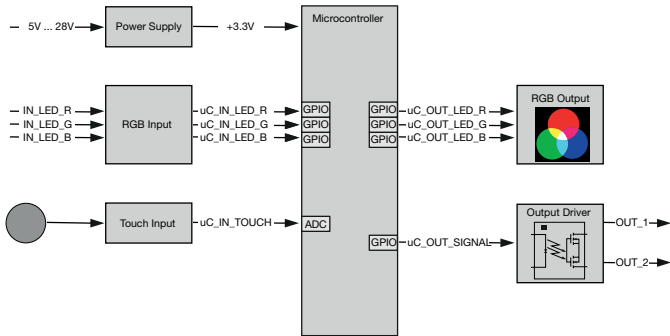 5V ... 28V
Power Supply
+3.3V
Microcontroller
IN_LED_R
IN_LED_G
IN_LED_B
RGB Input
uC_IN_LED_R
uC_IN_LED_G
uC_IN_LED_B
GPIO
GPIO
GPIO
GPIO
GPIO
GPIO
uC_OUT_LED_R
uC_OUT_LED_G
uC_OUT_LED_B
RGB Output
Touch Input
uC_IN_TOUCH
ADC
GPIO
uC_OUT_SIGNAL
Output Driver
OUT_1
OUT_2